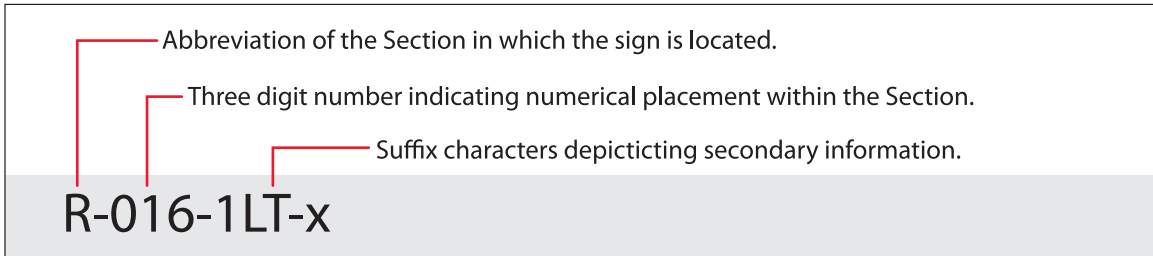 Abbreviation of the Section in which the sign is located.
Three digit number indicating numerical placement within the Section.
Suffix characters depicticting secondary information.
R-016-1LT-x